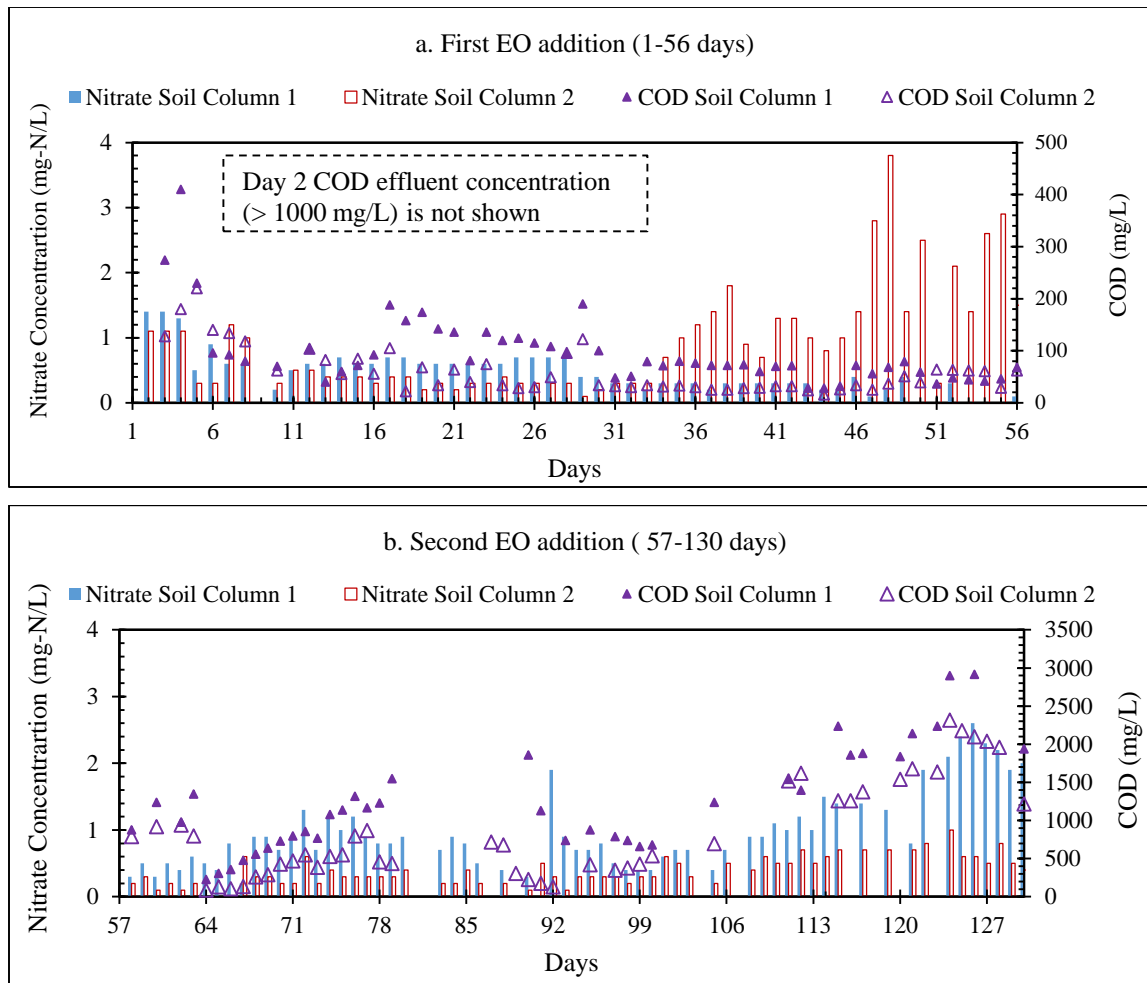 a. First EO addition (1-56 days)
Nitrate Soil Column 1 Nitrate Soil Column 2 COD Soil Column 1 COD Soil Column 2
Nitrate Concentrartion (mg-N/L)
4
3
2
1
0
Day 2 COD effluent concentration
(> 1000 mg/L) is not shown
500
400
300
200
100
0
COD (mg/L)
1 6 11 16 21 26 31 36 41 46 51 56
Days
b. Second EO addition ( 57-130 days)
Nitrate Soil Column 1 Nitrate Soil Column 2 COD Soil Column 1 COD Soil Column 2
Nitrate Concentrartion (mg-N/L)
4
3
2
1
0
3500
3000
2500
2000
1500
1000
500
0
COD (mg/L)
57 64 71 78 85 92 99 106 113 120 127
Days